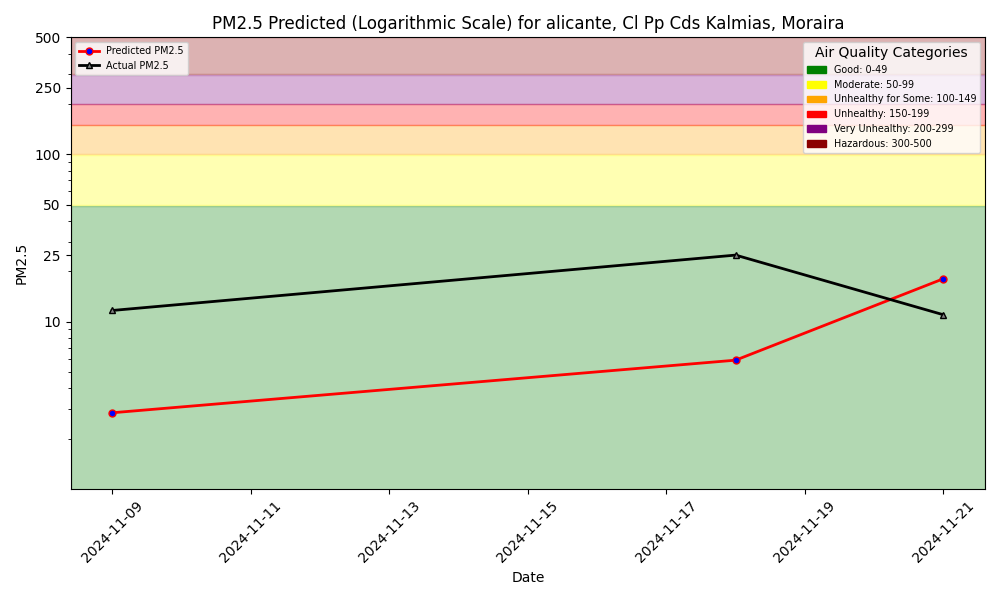 PM2.5 Predicted (Logarithmic Scale) for alicante, Cl Pp Cds Kalmias, Moraira
Predicted PM2.5
Actual PM2.5
Air Quality Categories
Good: 0-49
Moderate: 50-99
Unhealthy for Some: 100-149
Unhealthy: 150-199
Very Unhealthy: 200-299
Hazardous: 300-500
500
250
100
50
25
10
PM2.5
2024-11-09
2024-11-11
2024-11-13
2024-11-15
2024-11-17
2024-11-19
2024-11-21
Date